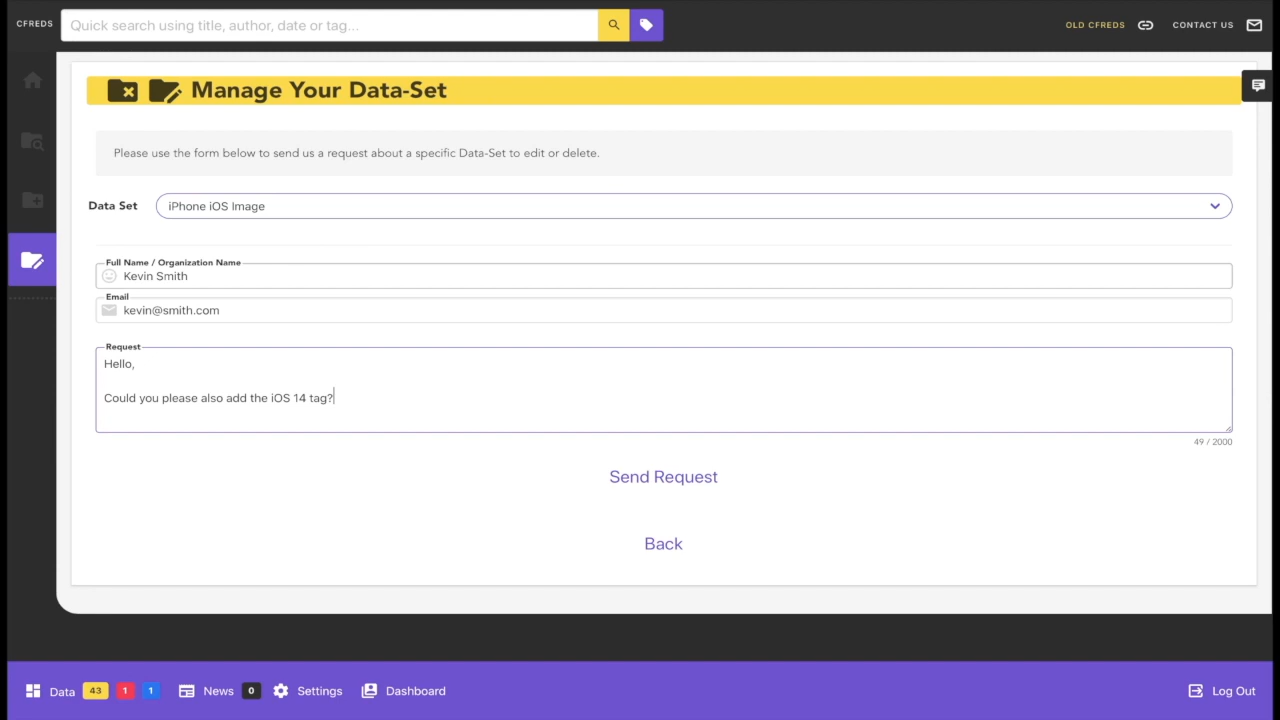 CFREDS
Quick search using title, author, date or tag...
OLD CFREDS
CONTACT US
Manage Your Data-Set
Please use the form below to send us a request about a specific Data-Set to edit or delete.
Data Set
iPhone iOS Image
Full Name / Organization Name
Kevin Smith
Email
kevin@smith.com
Request
Hello,
Could you please also add the iOS 14 tag?
49 / 2000
Send Request
Back
Data 43 1 1 News 0 Settings Dashboard Log Out